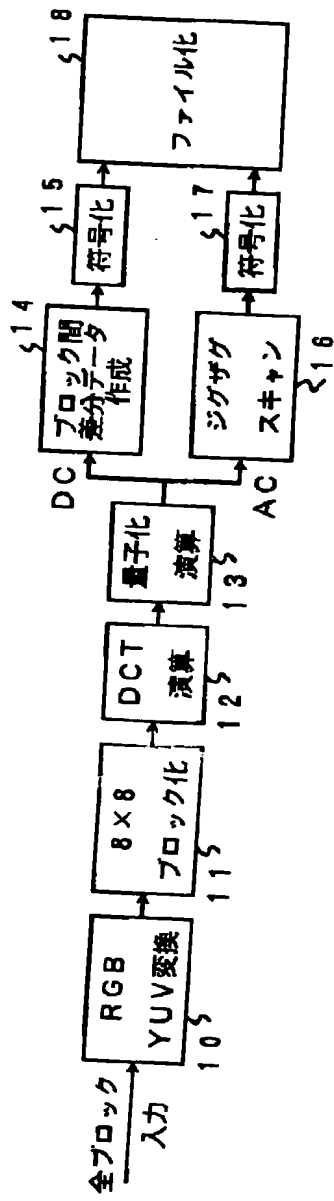 全ブロック
入力
RGB
YUV変換
10
8×8
ブロック化
11
DCT
演算
12
量子化
演算
13
DC
AC
ブロック間
差分データ
作成
14
符号化
15
ジグザグ
スキャン
16
符号化
17
ファイル化
18